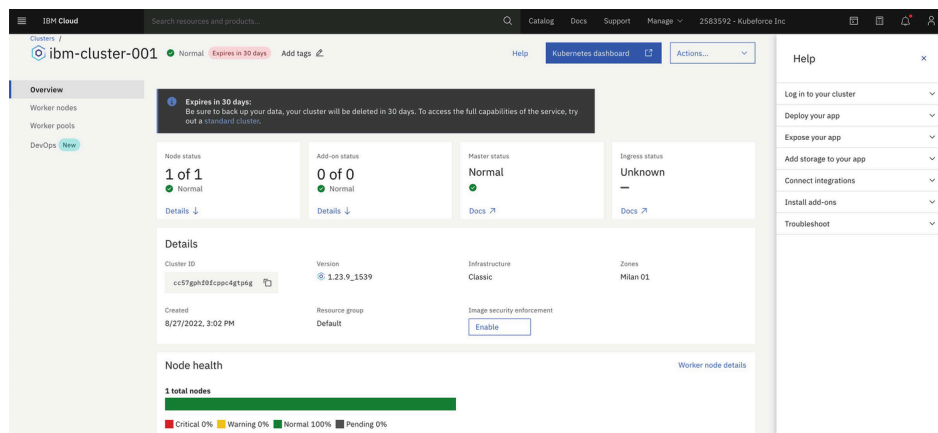 IBM Cloud
Search resources and products...
Catalog Docs Support Manage 2583592 - Kubeforce Inc
Clusters /
ibm-cluster-001 Normal Expires in 30 days Add tags
Help Kubernetes dashboard Actions...
Overview
Worker nodes
Worker pools
DevOps New
Expires in 30 days:
Be sure to back up your data, your cluster will be deleted in 30 days. To access the full capabilities of the service, try
out a standard cluster.
Node status
1 of 1
Normal
Details
Add-on status
0 of 0
Normal
Details
Master status
Normal
Docs
Ingress status
Unknown
—
Docs
Details
Cluster ID
cc57gphf0fcppc4gtp6g
Version
1.23.9_1539
Infrastructure
Classic
Zones
Milan 01
Created
8/27/2022, 3:02 PM
Resource group
Default
Image security enforcement
Enable
Node health
Worker node details
1 total nodes
Critical 0% Warning 0% Normal 100% Pending 0%
Help
Log in to your cluster
Deploy your app
Expose your app
Add storage to your app
Connect integrations
Install add-ons
Troubleshoot